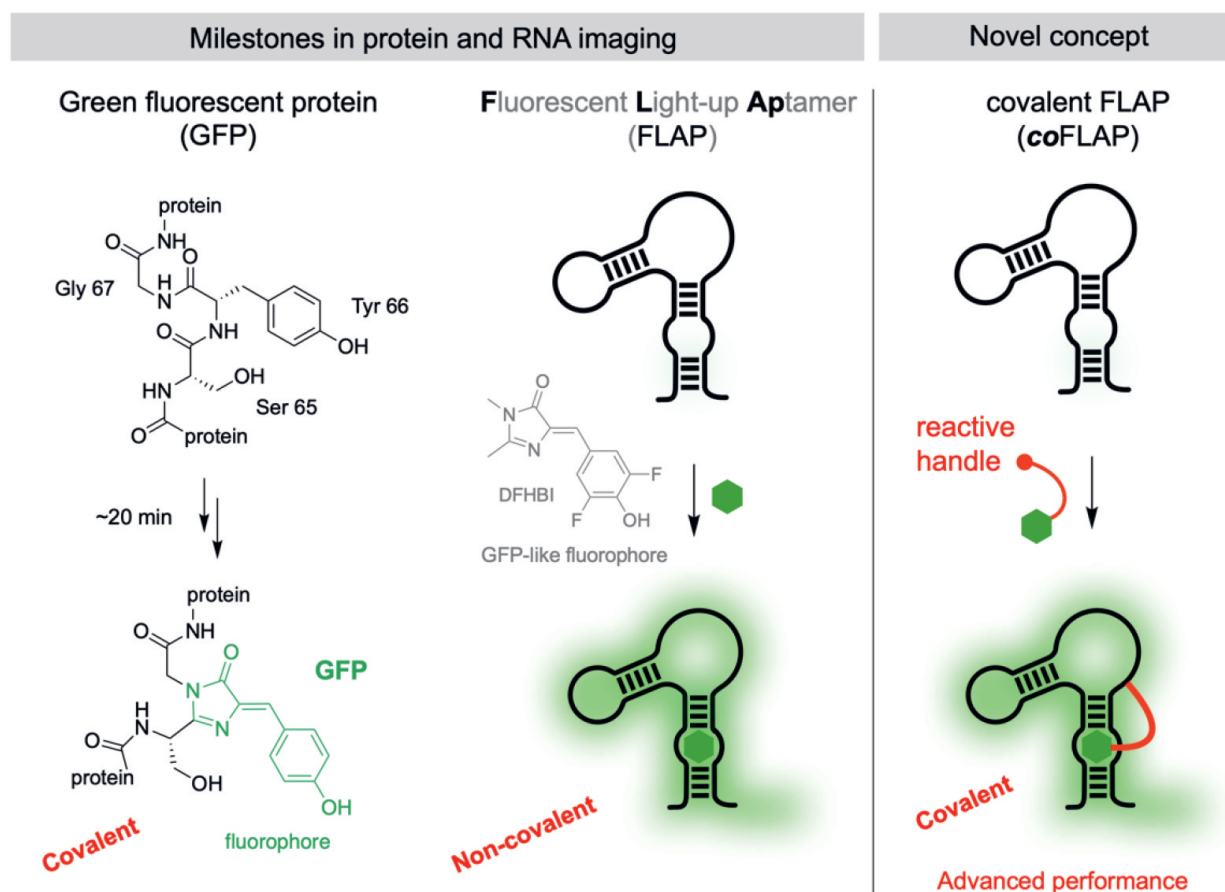 Milestones in protein and RNA imaging
Novel concept
Green fluorescent protein
(GFP)
protein
NH
O
O
Gly 67
N
H
Tyr 66
O
NH
OH
HN
OH
Ser 65
O
protein
~20 min
protein
O
NH
O
GFP
N
H
N
O
N
protein
OH
OH
Covalent
fluorophore
Fluorescent Light-up Aptamer
(FLAP)
O
N
N
F
DFHBI
F
OH
GFP-like fluorophore
Non-covalent
covalent FLAP
(coFLAP)
reactive
handle
Covalent
Advanced performance